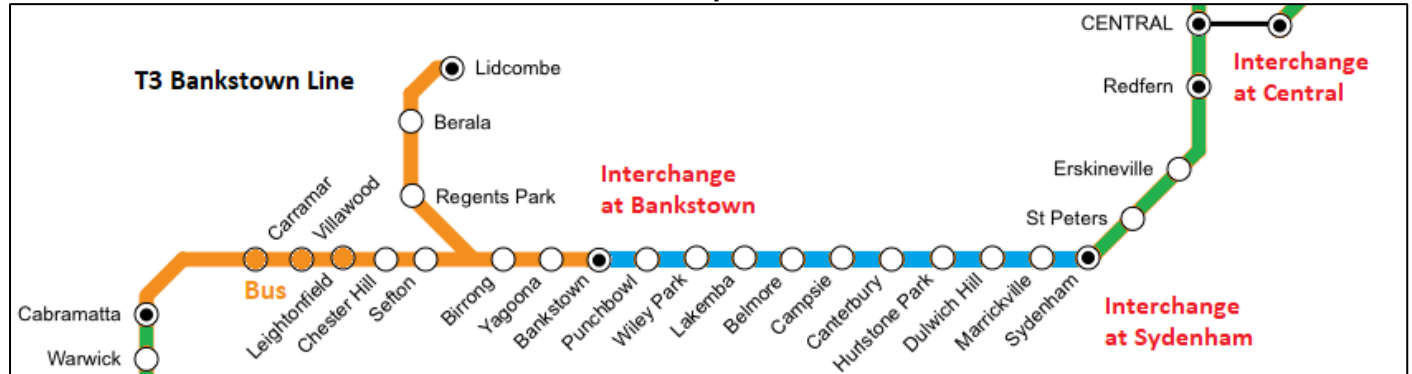 CENTRAL
Interchange
at Central
T3 Bankstown Line
Lidcombe
Redfern
Berala
Erskineville
Interchange
at Bankstown
Carramar
Villawood
Regents Park
St Peters
Bus
Leightonfield
Chester Hill
Sefton
Birrong
Yagoona
Bankstown
Punchbowl
Wiley Park
Lakemba
Belmore
Campsie
Canterbury
Hurlstone Park
Dulwich Hill
Marrickville
Sydenham
Interchange
at Sydenham
Cabramatta
Warwick